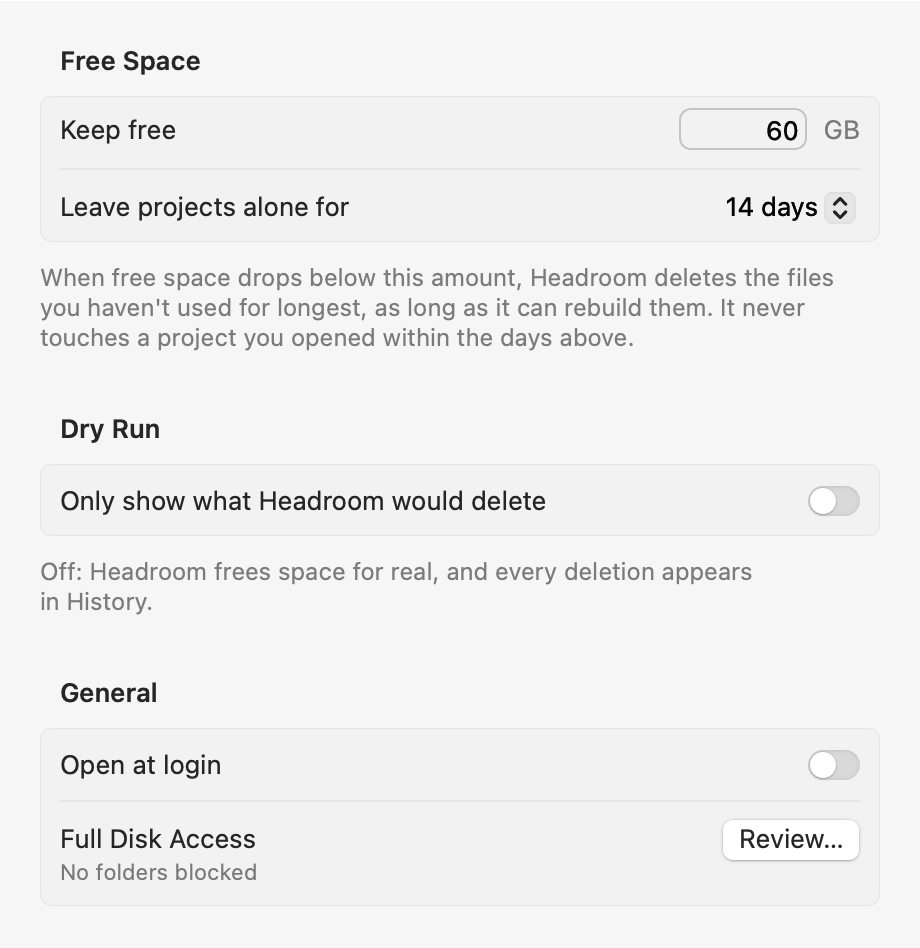 Free Space
Keep free 60 GB
Leave projects alone for 14 days
When free space drops below this amount, Headroom deletes the files
you haven't used for longest, as long as it can rebuild them. It never
touches a project you opened within the days above.
Dry Run
Only show what Headroom would delete
Off: Headroom frees space for real, and every deletion appears
in History.
General
Open at login
Full Disk Access Review...
No folders blocked